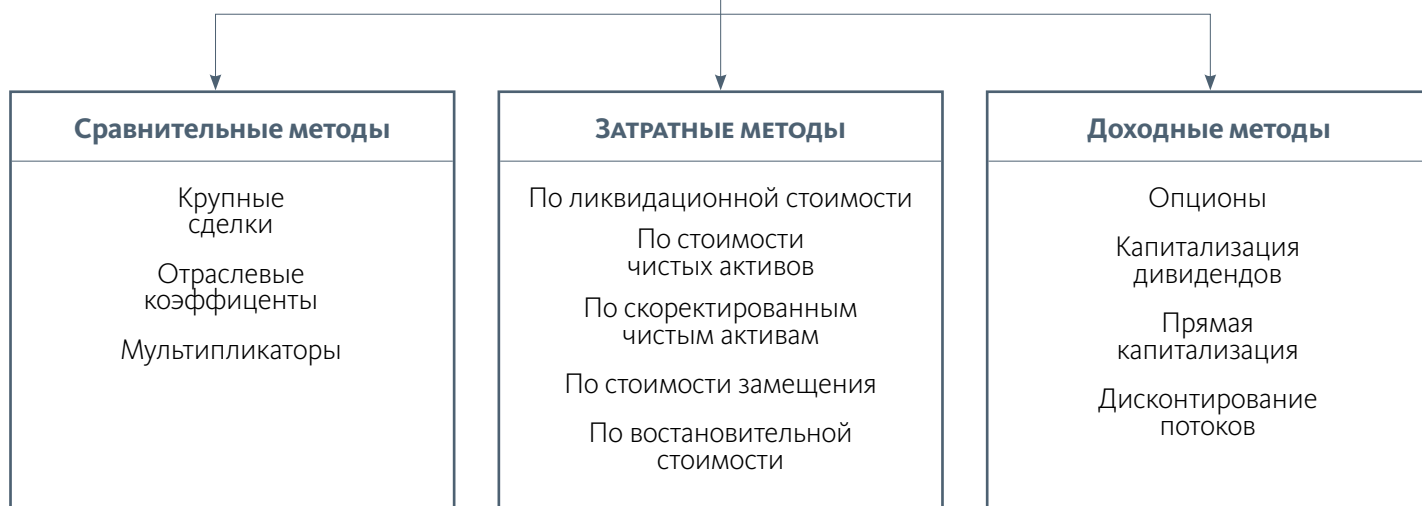 Сравнительные методы
Крупные
сделки
Отраслевые
коэффиценты
Мультипликаторы
Затратные методы
По ликвидационной стоимости
По стоимости
чистых активов
По скоректированным
чистым активам
По стоимости замещения
По востановительной
стоимости
Доходные методы
Опционы
Капитализация
дивидендов
Прямая
капитализация
Дисконтирование
потоков